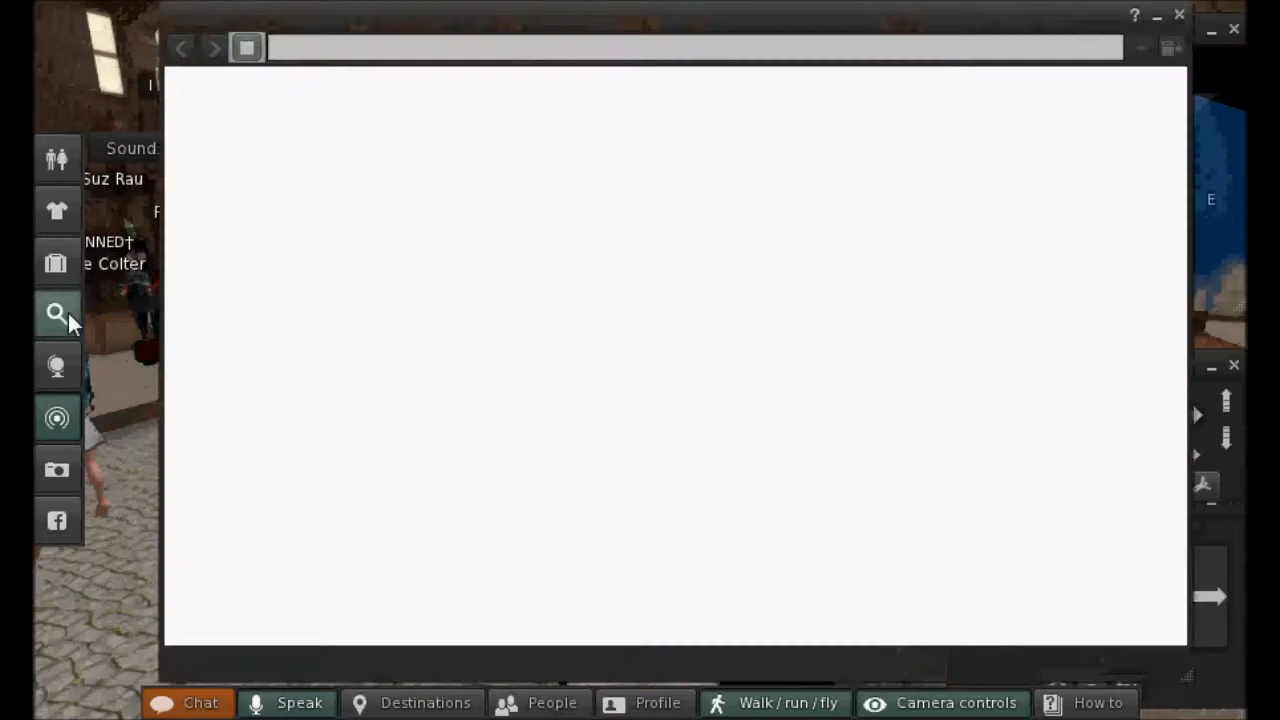 ?
I
Sound:
Suz Rau
F
NNED†
e Colter
E
Chat
Speak
Destinations
People
Profile
Walk / run / fly
Camera controls
How to